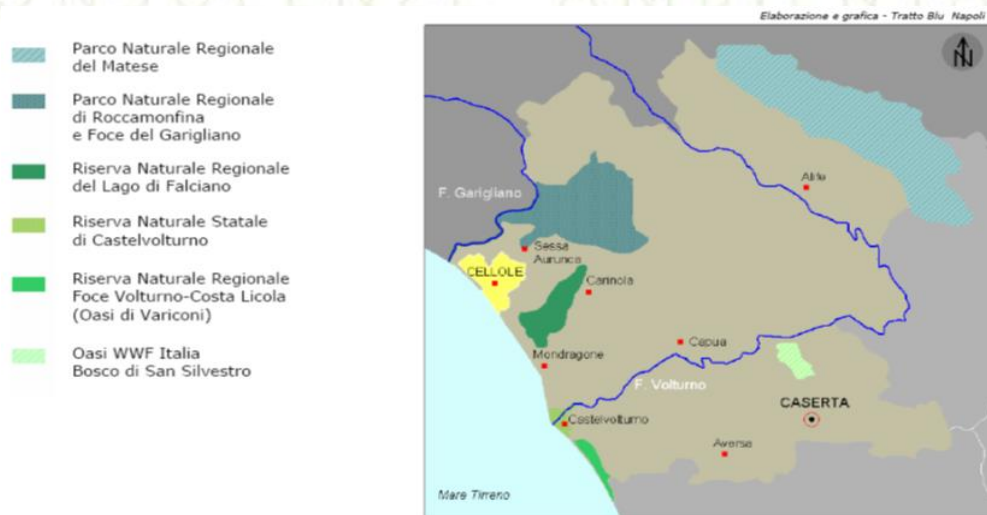 Elaborazione e grafica - Tratto Blu Napoli
Parco Naturale Regionale
del Matese
Parco Naturale Regionale
di Roccamonfina
e Foce del Garigliano
Riserva Naturale Regionale
del Lago di Falciano
Riserva Naturale Statale
di Castelvolturno
Riserva Naturale Regionale
Foce Volturno-Costa Licola
(Oasi di Variconi)
Oasi WWF Italia
Bosco di San Silvestro
N
Alife
F. Garigliano
Sessa
Aurunca
CELLOLE
Carinola
Mondragone
Capua
F. Volturno
CASERTA
Castelvolturno
Aversa
Mare Tirreno